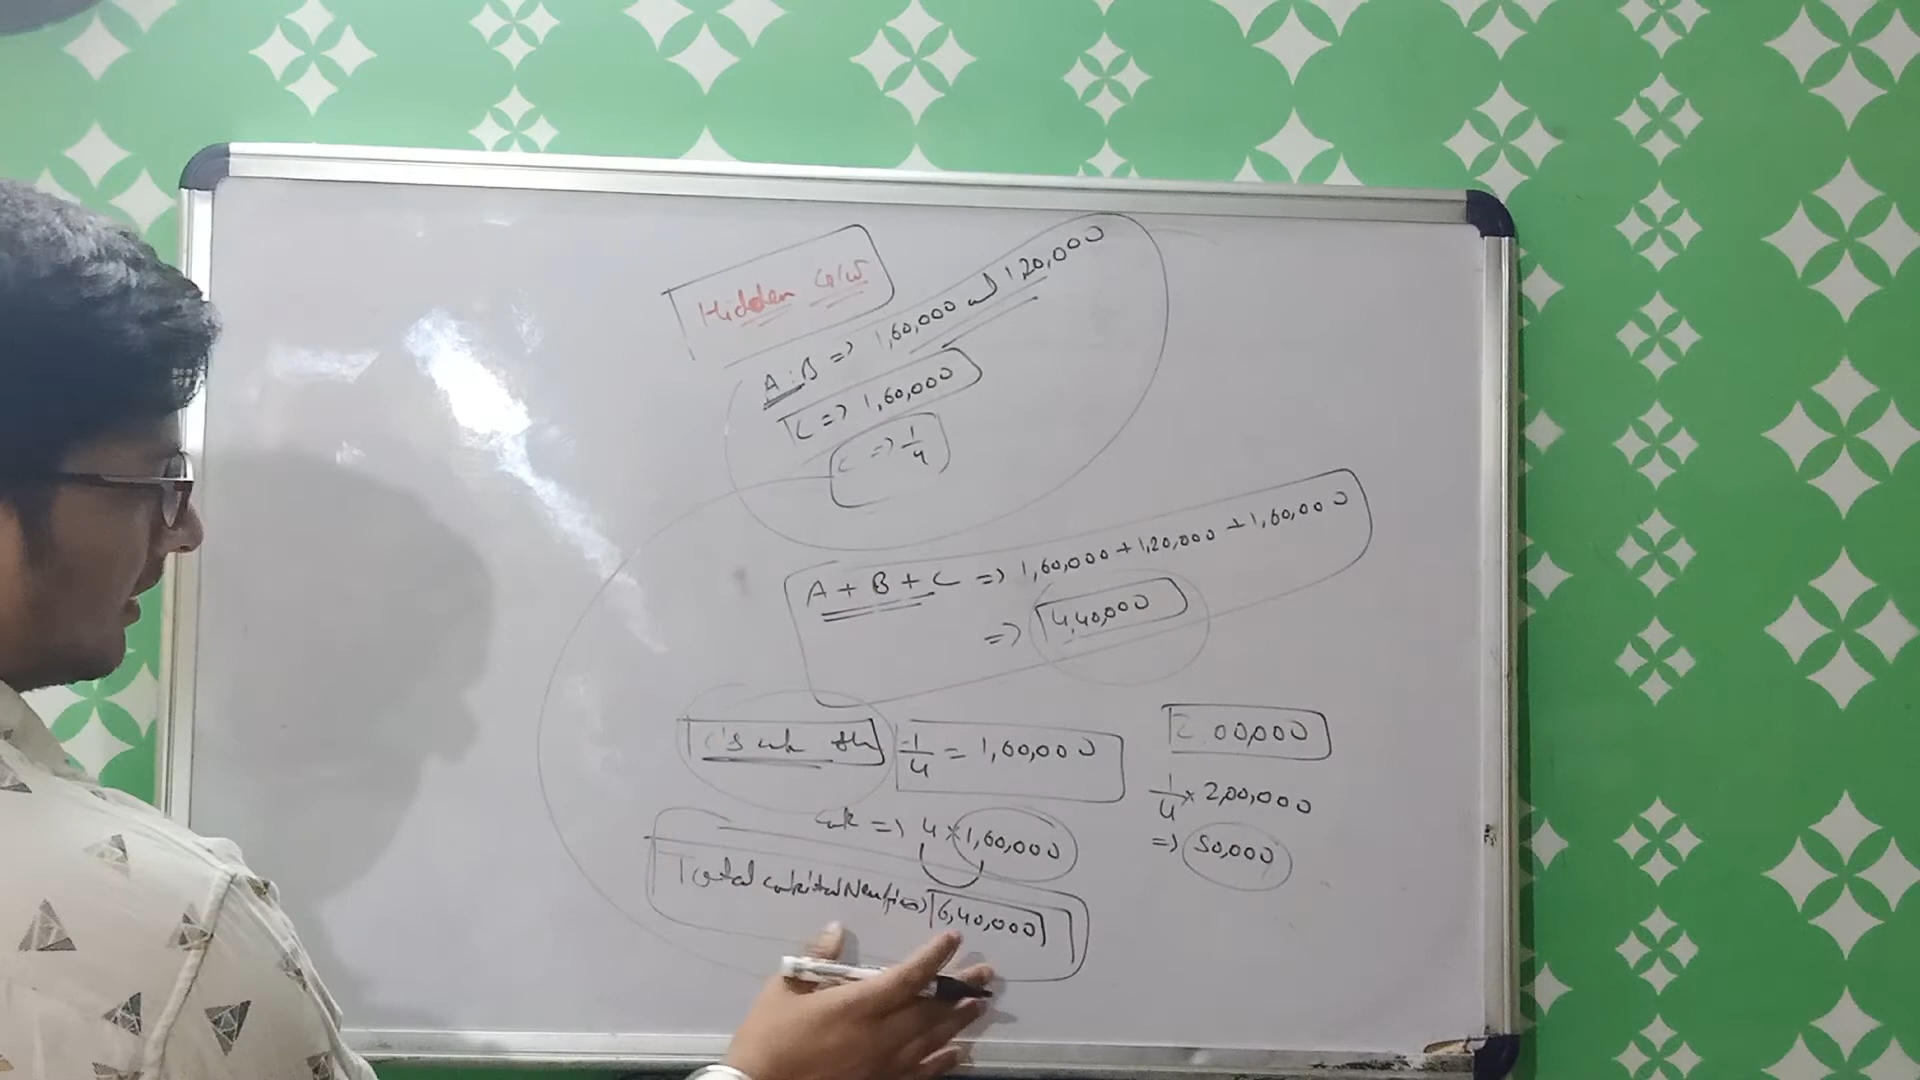 Hidden G/W
A : B => 1,60,000 and 1,20,000
C => 1,60,000
C => 1/4
A + B + C => 1,60,000 + 1,20,000 + 1,60,000
=> 4,40,000
C's 1/4 = 1,60,000
=> 4 × 1,60,000
Total capital New firm 6,40,000
2,00,000
1/4 × 2,00,000
=> 50,000